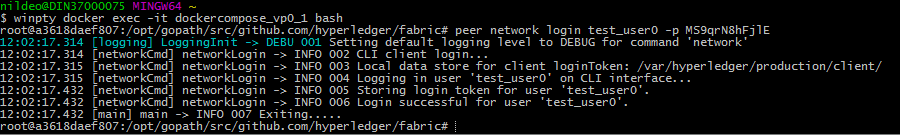 nildeo@DIN37000075 MINGW64 ~
$ winpty docker exec -it dockercompose_vp0_1 bash
root@a3618daef807:/opt/gopath/src/github.com/hyperledger/fabric# peer network login test_user0 -p MS9qrN8hFjlE
12:02:17.314 [logging] LoggingInit -> DEBU 001 Setting default logging level to DEBUG for command 'network'
12:02:17.314 [networkCmd] networkLogin -> INFO 002 CLI client login...
12:02:17.314 [networkCmd] networkLogin -> INFO 003 Local data store for client loginToken: /var/hyperledger/production/client/
12:02:17.314 [networkCmd] networkLogin -> INFO 004 Logging in user 'test_user0' on CLI interface...
12:02:17.432 [networkCmd] networkLogin -> INFO 005 Storing login token for user 'test_user0'.
12:02:17.432 [networkCmd] networkLogin -> INFO 006 Login successful for user 'test_user0'.
12:02:17.432 [main] main -> INFO 007 Exiting.....
root@a3618daef807:/opt/gopath/src/github.com/hyperledger/fabric#